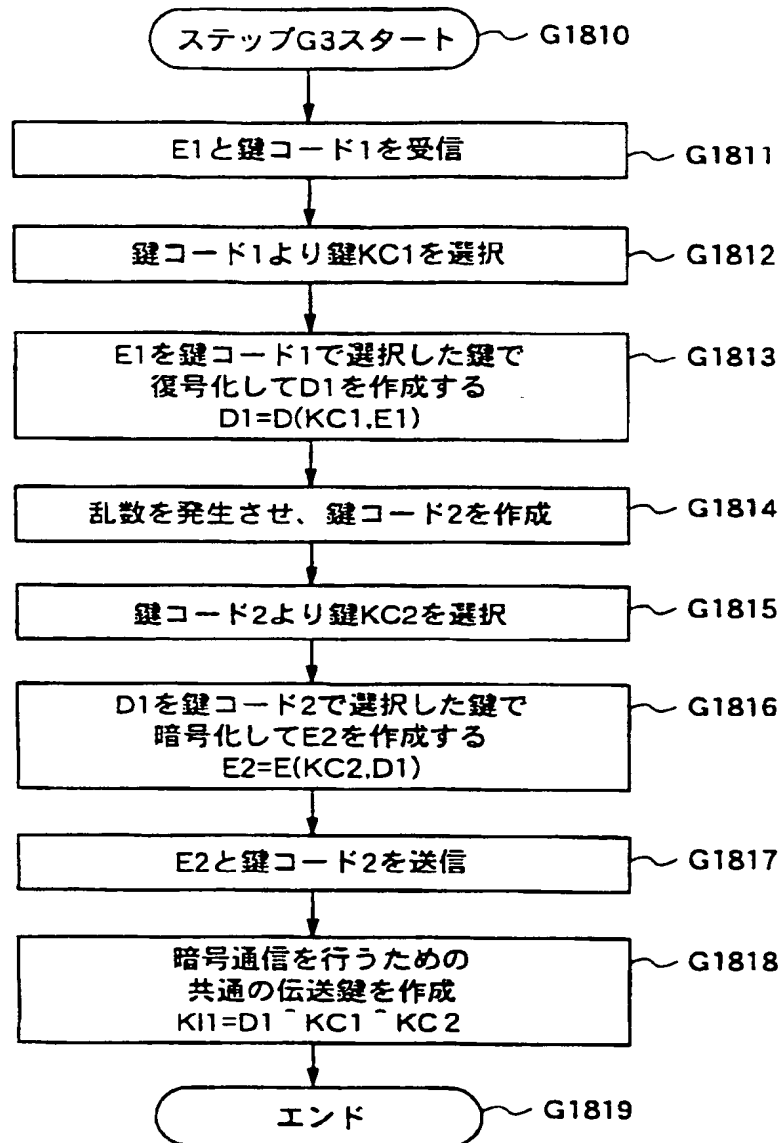 ステップG3スタート
G1810
E1と鍵コード1を受信
G1811
鍵コード1より鍵KC1を選択
G1812
E1を鍵コード1で選択した鍵で
復号化してD1を作成する
D1=D(KC1,E1)
G1813
乱数を発生させ、鍵コード2を作成
G1814
鍵コード2より鍵KC2を選択
G1815
D1を鍵コード2で選択した鍵で
暗号化してE2を作成する
E2=E(KC2,D1)
G1816
E2と鍵コード2を送信
G1817
暗号通信を行うための
共通の伝送鍵を作成
KI1=D1^KC1^KC2
G1818
エンド
G1819